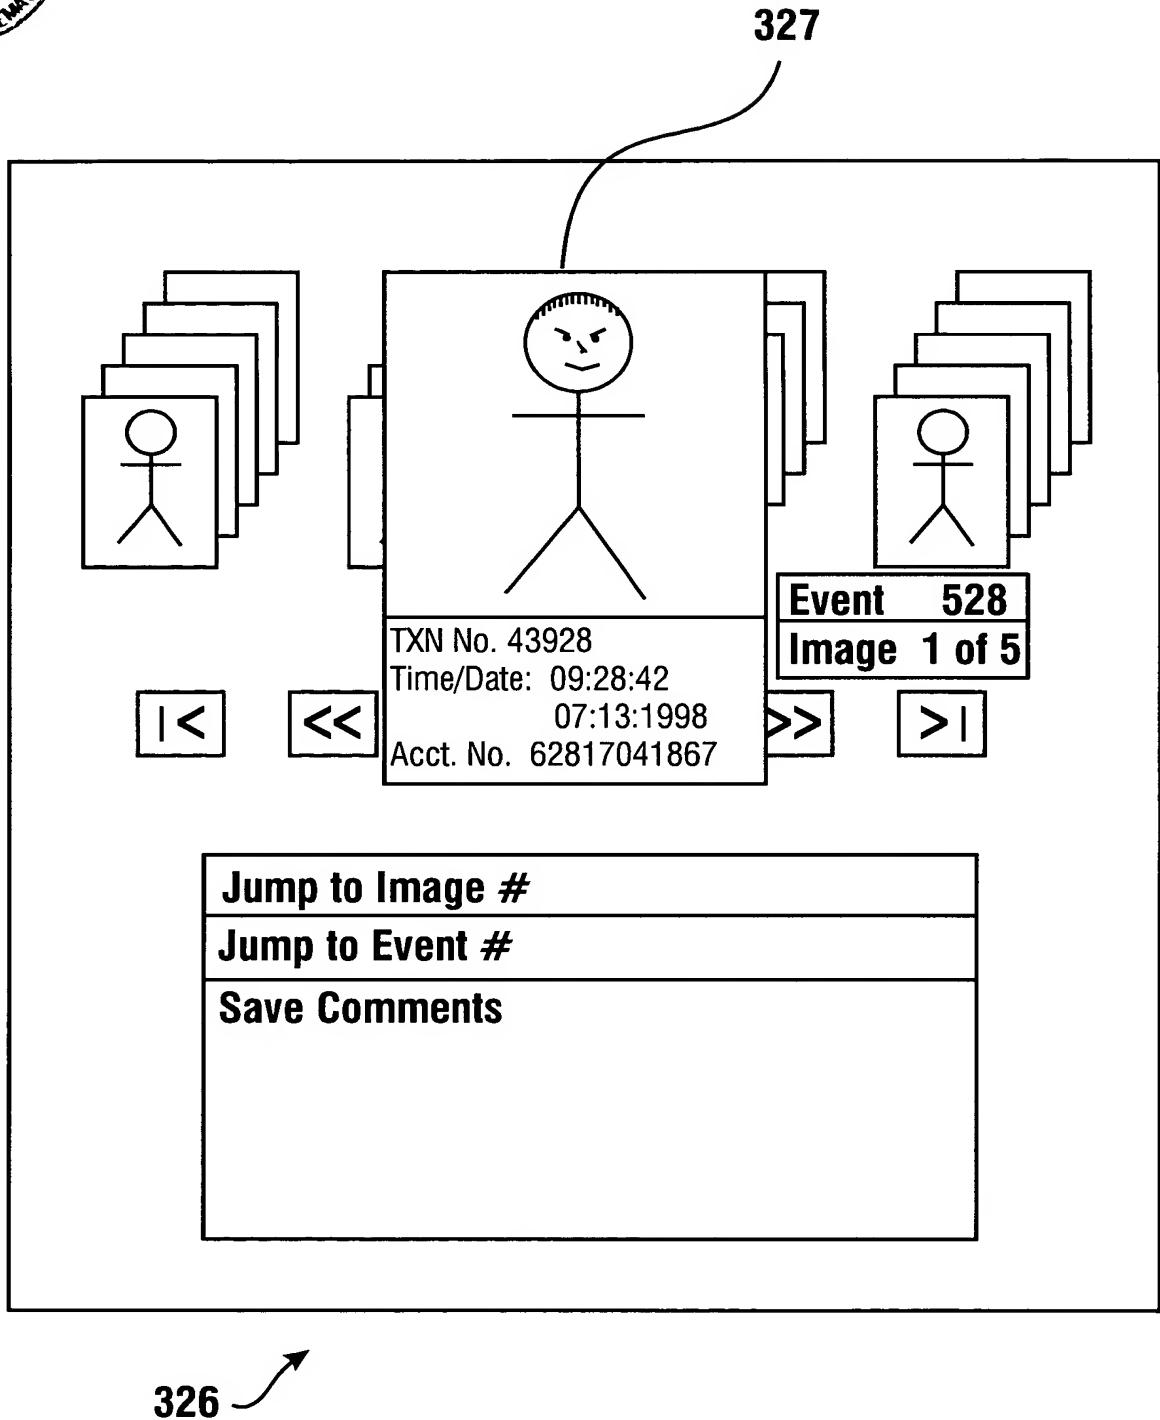 327
Event 528
Image 1 of 5
TXN No. 43928
Time/Date: 09:28:42
07:13:1998
Acct. No. 62817041867
|<
<<
>>
>|
Jump to Image #
Jump to Event #
Save Comments
326